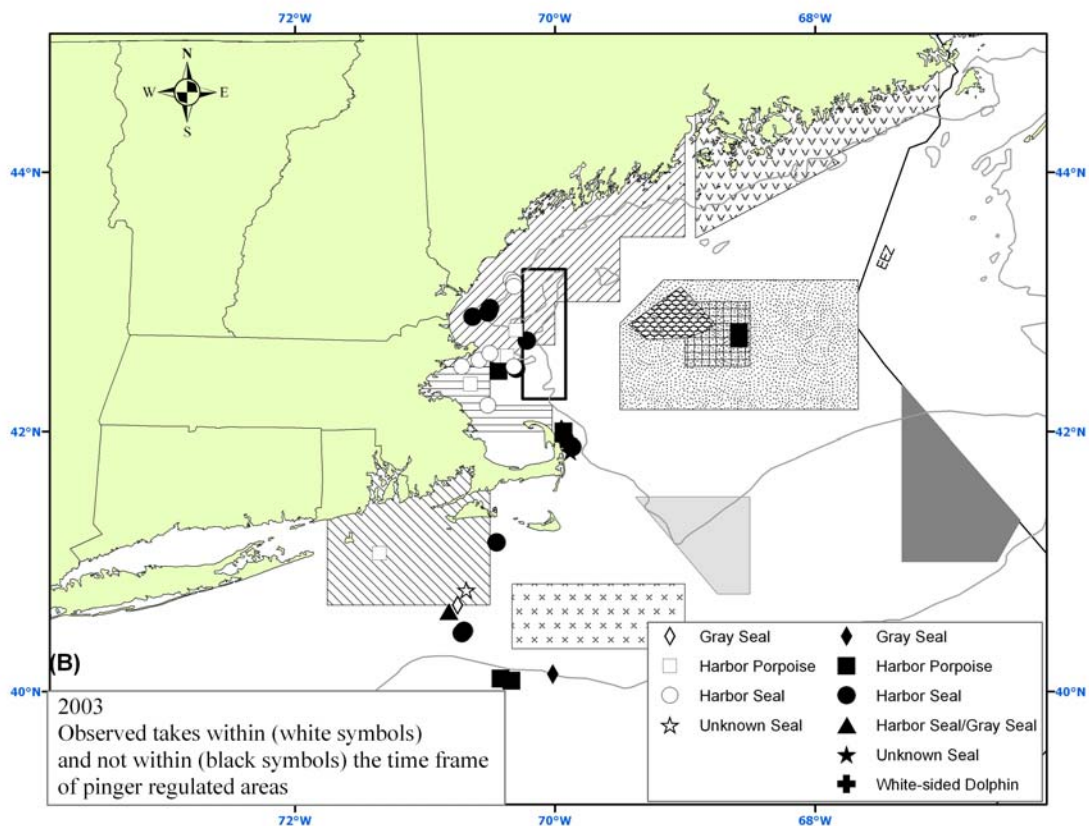 72°W 70°W 68°W
N
W E
S
44°N 44°N
EEZ
42°N 42°N
(B)
40°N 40°N
2003
Observed takes within (white symbols)
and not within (black symbols) the time frame
of pinger regulated areas
Gray Seal
Harbor Porpoise
Harbor Seal
Unknown Seal
Gray Seal
Harbor Porpoise
Harbor Seal
Harbor Seal/Gray Seal
Unknown Seal
White-sided Dolphin
72°W 70°W 68°W